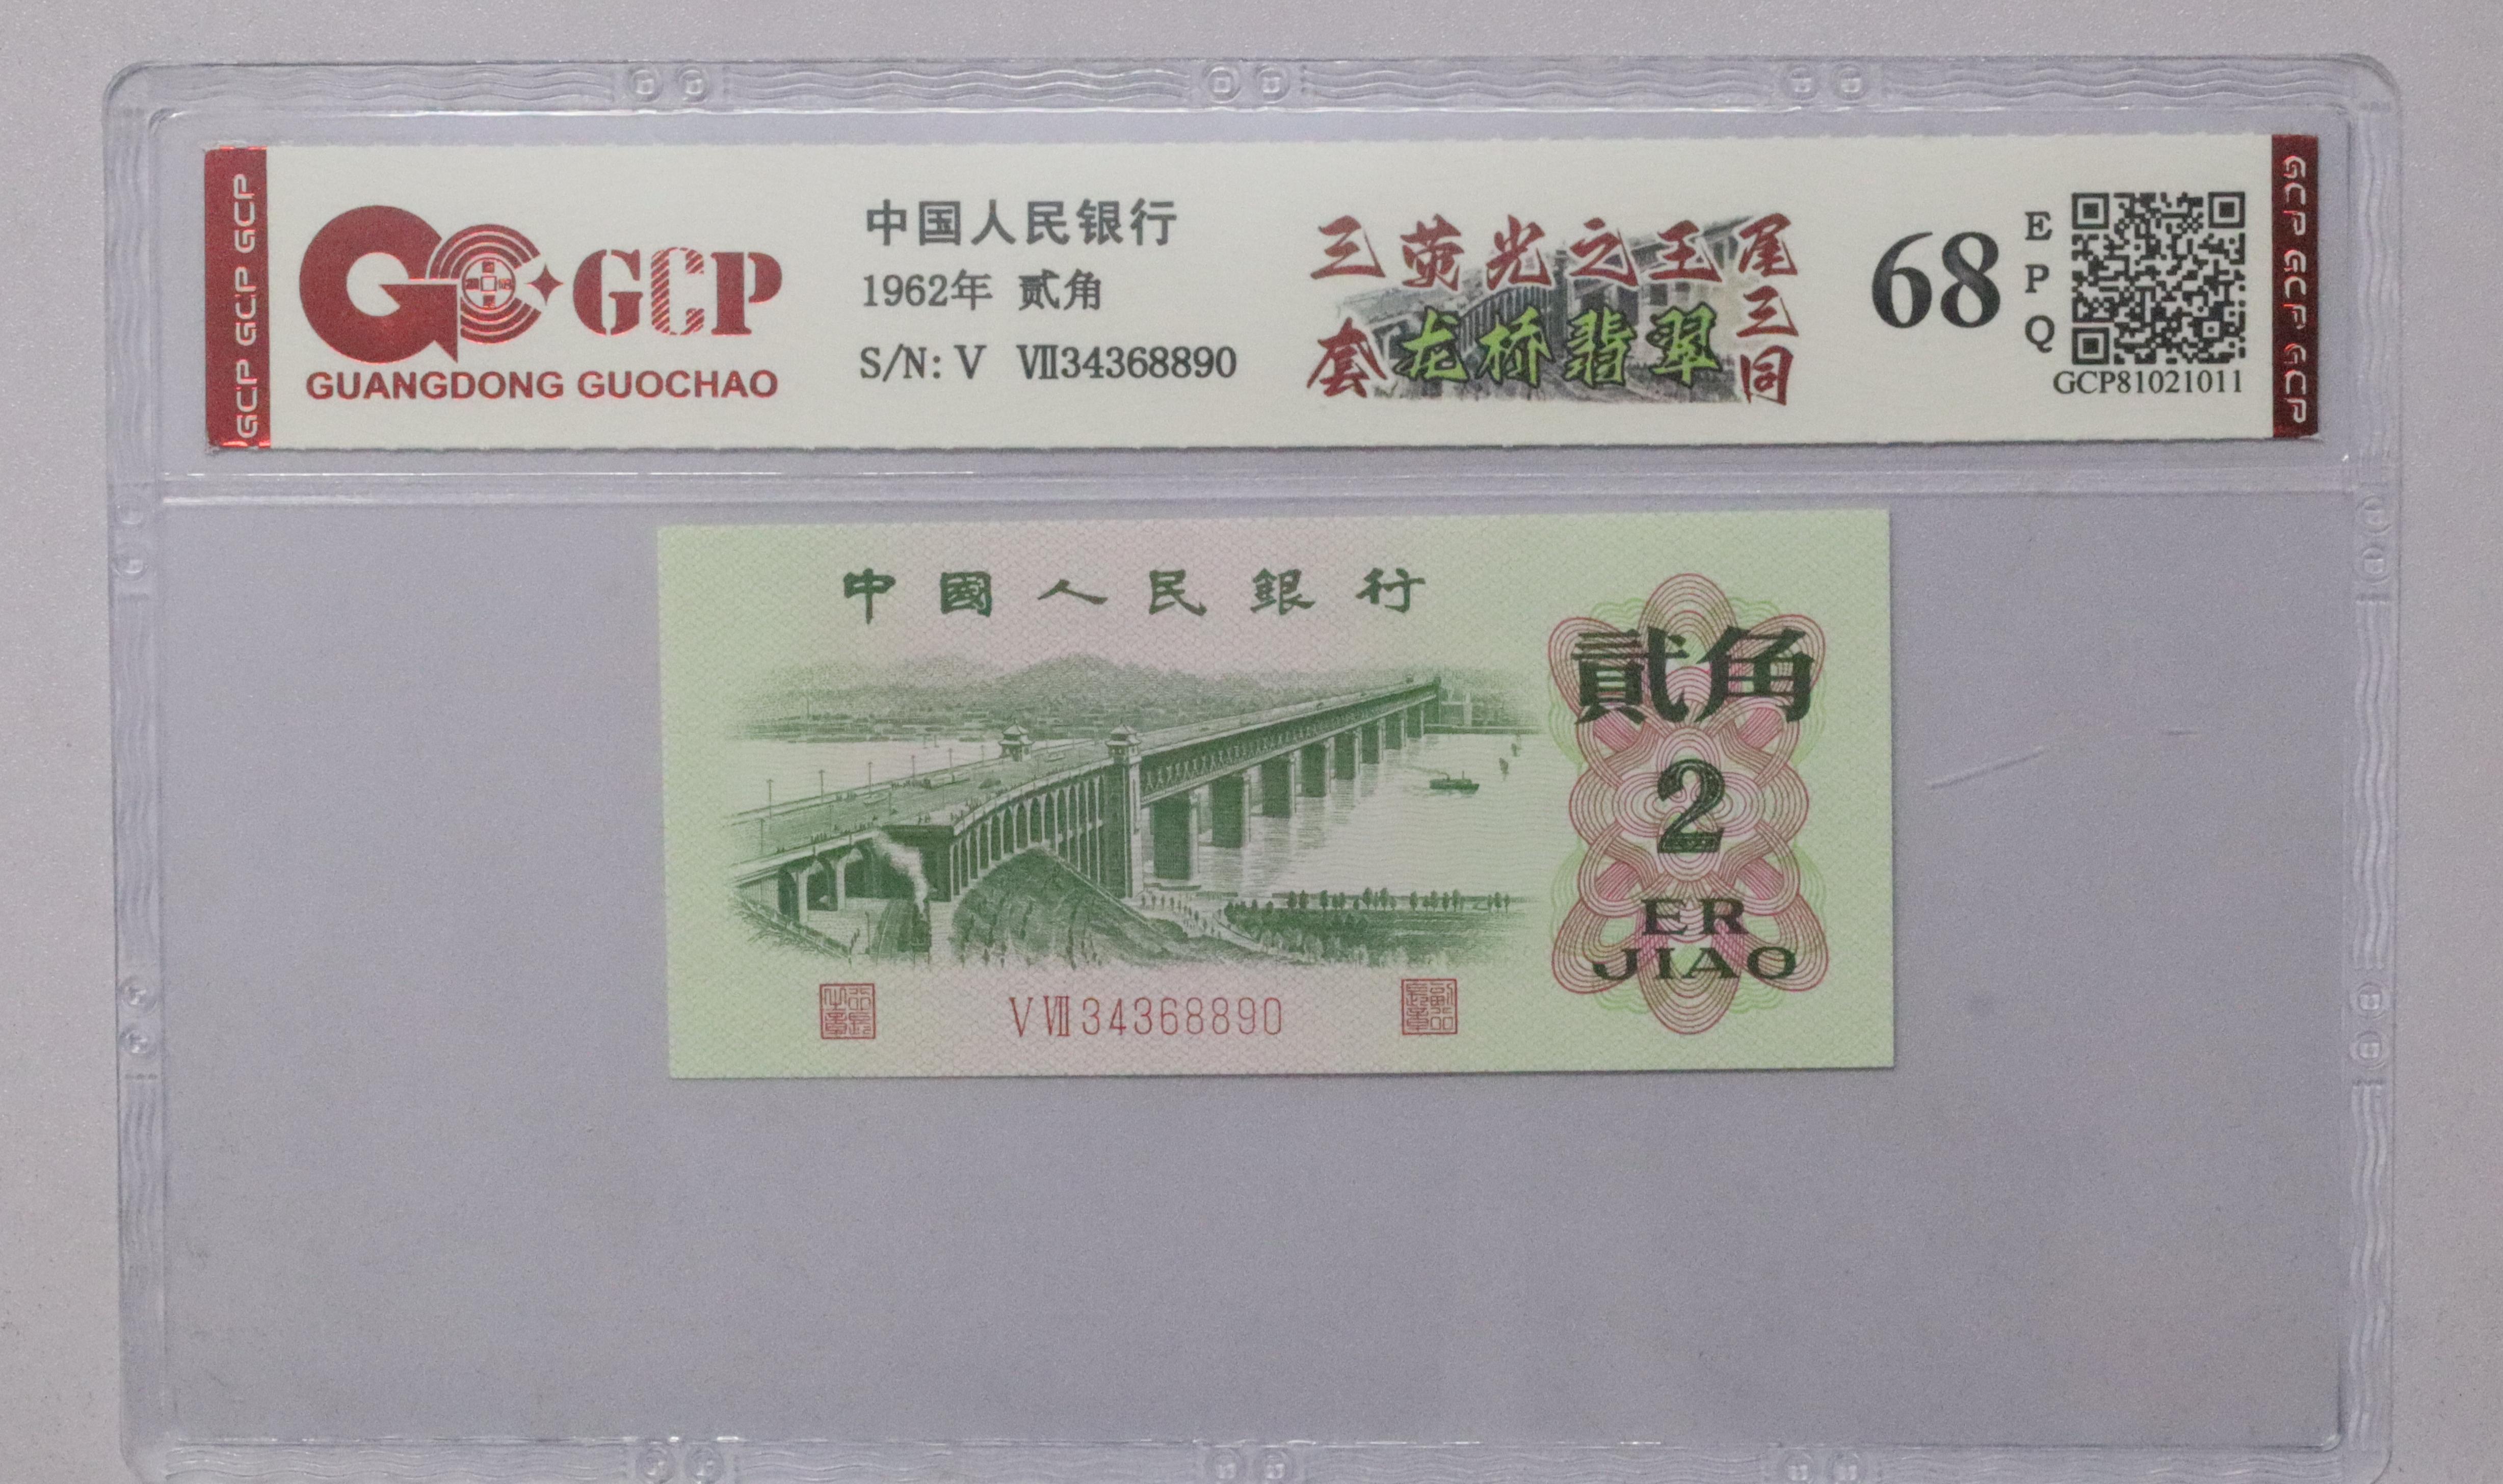 GCP GCP GCP
GCP
GUANGDONG GUOCHAO
中国人民银行
1962年 贰角
S/N: V Ⅶ34368890
三荧光之王
套龙桥翡翠
尾三同
68
EPQ
GCP81021011
GCP GCP GCP
中國人民銀行
貳角
2
ER
JIAO
V Ⅶ 34368890